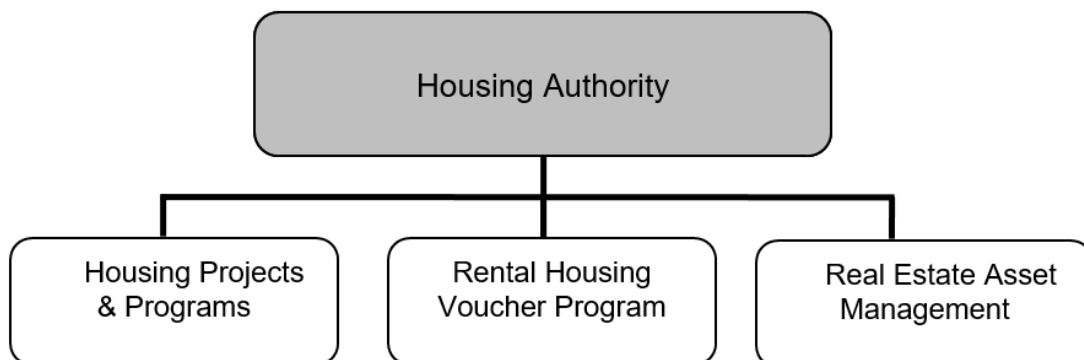 Housing Authority
Housing Projects
& Programs
Rental Housing
Voucher Program
Real Estate Asset
Management